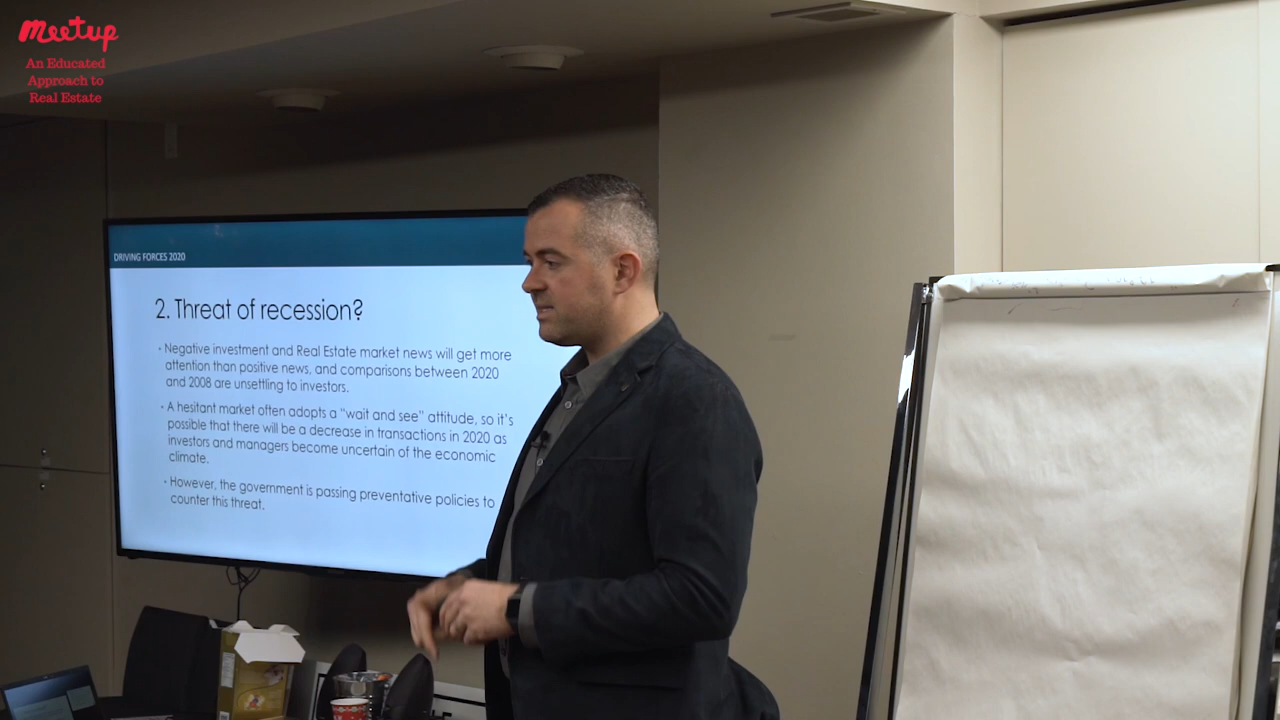 Meetup
An Educated
Approach to
Real Estate
DRIVING FORCES 2020
2. Threat of recession?
• Negative investment and Real Estate market news will get more
attention than positive news, and comparisons between 2020
and 2008 are unsettling to investors.
• A hesitant market often adopts a “wait and see” attitude, so it's
possible that there will be a decrease in transactions in 2020 as
investors and managers become uncertain of the economic
climate.
• However, the government is passing preventative policies to
counter this threat.